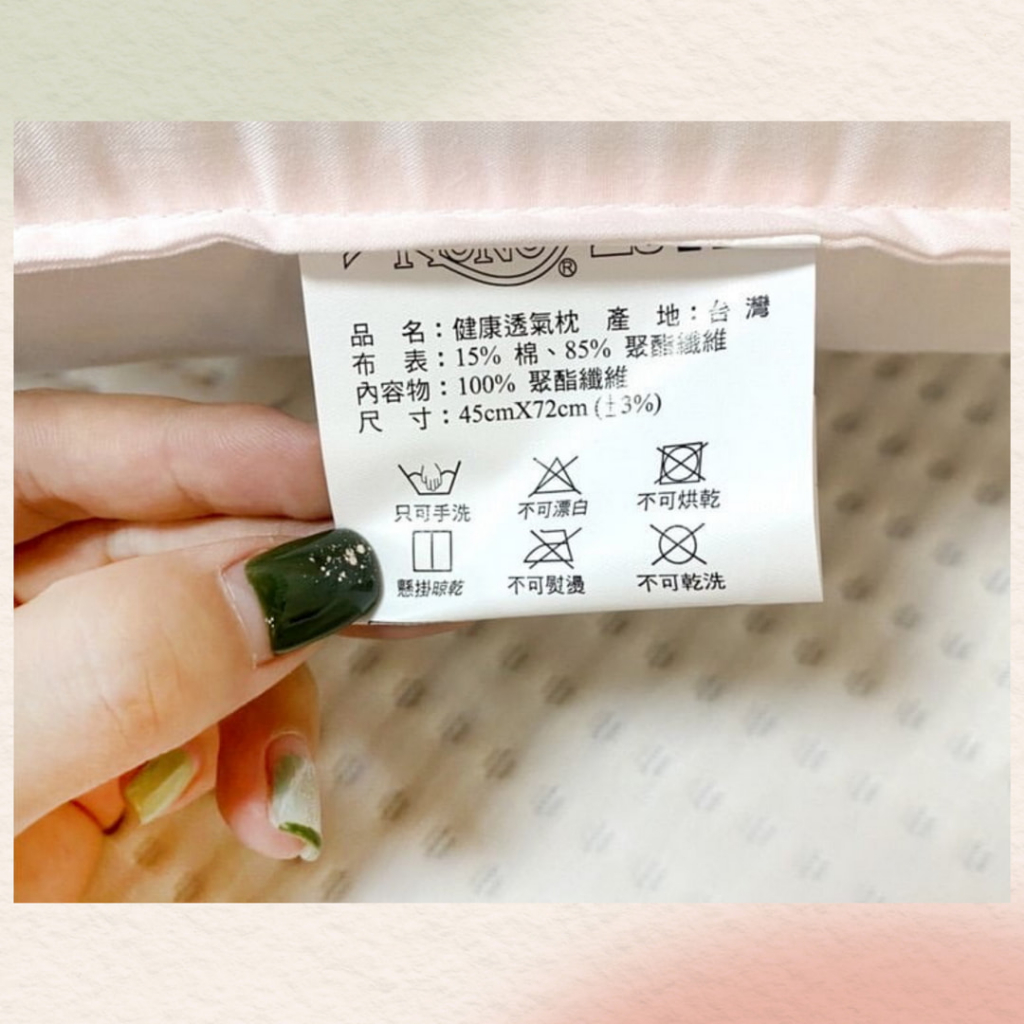 ®
品 名：健康透氣枕 產 地：台 灣
布 表：15% 棉、85% 聚酯纖維
內容物：100% 聚酯纖維
尺 寸：45cmX72cm (±3%)
只可手洗 不可漂白 不可烘乾
懸掛晾乾 不可熨燙 不可乾洗